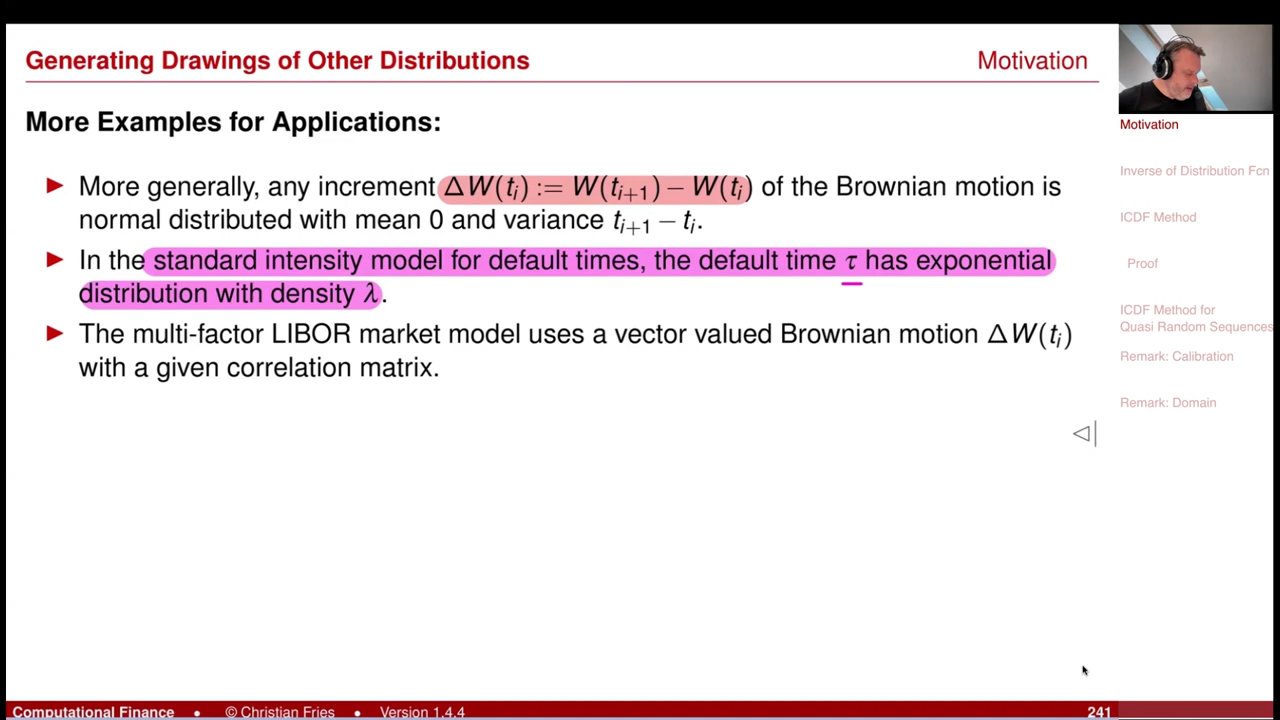 Generating Drawings of Other Distributions Motivation
More Examples for Applications:
► More generally, any increment ΔW(tᵢ) := W(tᵢ₊₁) − W(tᵢ) of the Brownian motion is
normal distributed with mean 0 and variance tᵢ₊₁ − tᵢ.
► In the standard intensity model for default times, the default time τ has exponential
distribution with density λ.
► The multi-factor LIBOR market model uses a vector valued Brownian motion ΔW(tᵢ)
with a given correlation matrix.
Motivation
Inverse of Distribution Fcn
ICDF Method
Proof
ICDF Method for
Quasi Random Sequences
Remark: Calibration
Remark: Domain
Computational Finance • © Christian Fries • Version 1.4.4 241